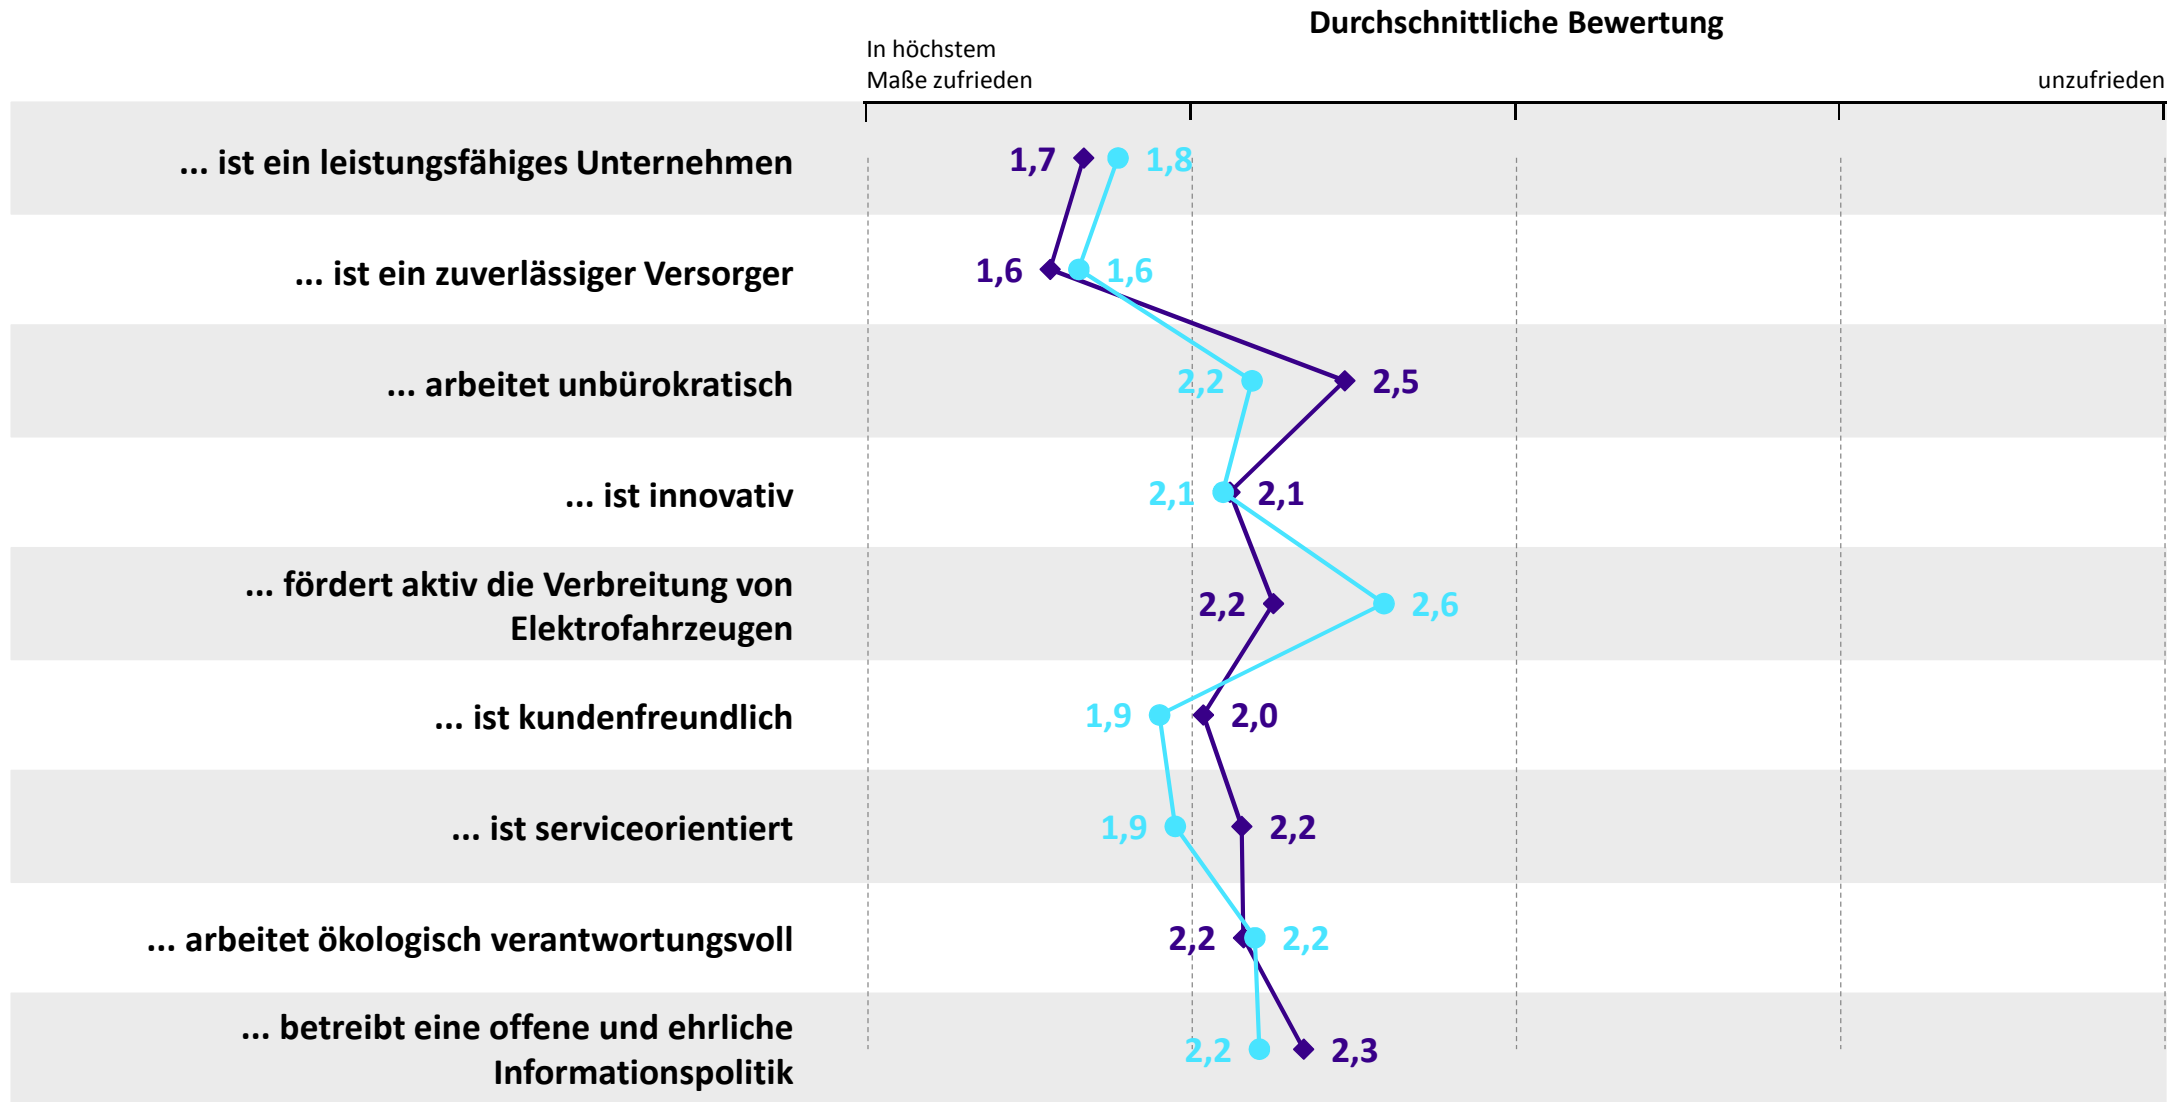 Durchschnittliche Bewertung
In höchstem
Maße zufrieden
unzufrieden
... ist ein leistungsfähiges Unternehmen
1,7
1,8
... ist ein zuverlässiger Versorger
1,6
1,6
... arbeitet unbürokratisch
2,2
2,5
... ist innovativ
2,1
2,1
... fördert aktiv die Verbreitung von
Elektrofahrzeugen
2,2
2,6
... ist kundenfreundlich
1,9
2,0
... ist serviceorientiert
1,9
2,2
... arbeitet ökologisch verantwortungsvoll
2,2
2,2
... betreibt eine offene und ehrliche
Informationspolitik
2,2
2,3